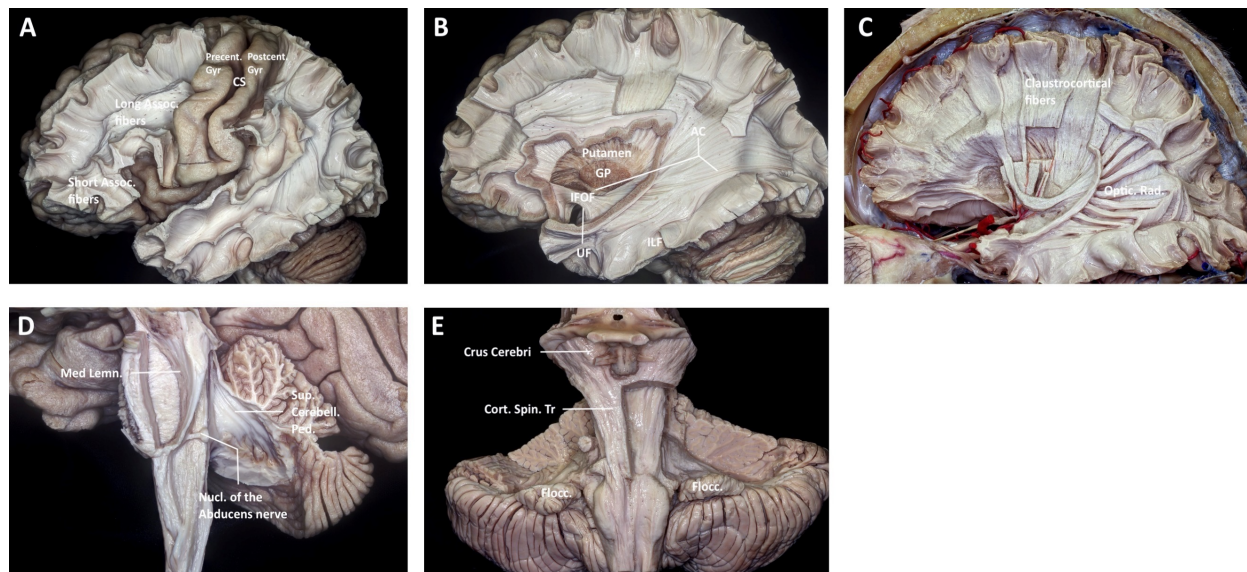 A
Precent. Postcent.
Gyr Gyr
CS
Long Assoc.
fibers
Short Assoc.
fibers
B
AC
Putamen
GP
IFOF
ILF
UF
C
Claustrocortical
fibers
Optic. Rad.
D
Med Lemn.
Sup.
Cerebell.
Ped.
Nucl. of the
Abducens nerve
E
Crus Cerebri
Cort. Spin. Tr
Flocc. Flocc.